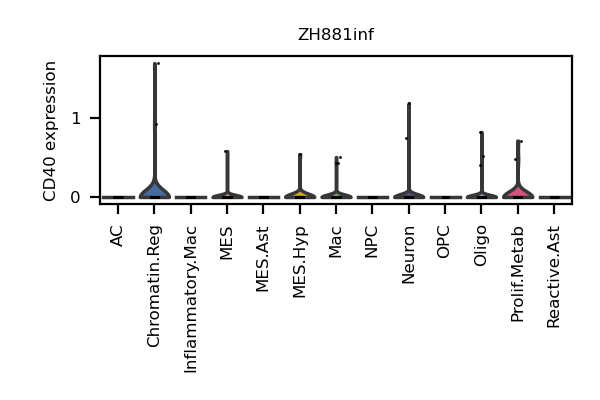 ZH881inf
CD40 expression
1
0
AC
Chromatin.Reg
Inflammatory.Mac
MES
MES.Ast
MES.Hyp
Mac
NPC
Neuron
OPC
Oligo
Prolif.Metab
Reactive.Ast